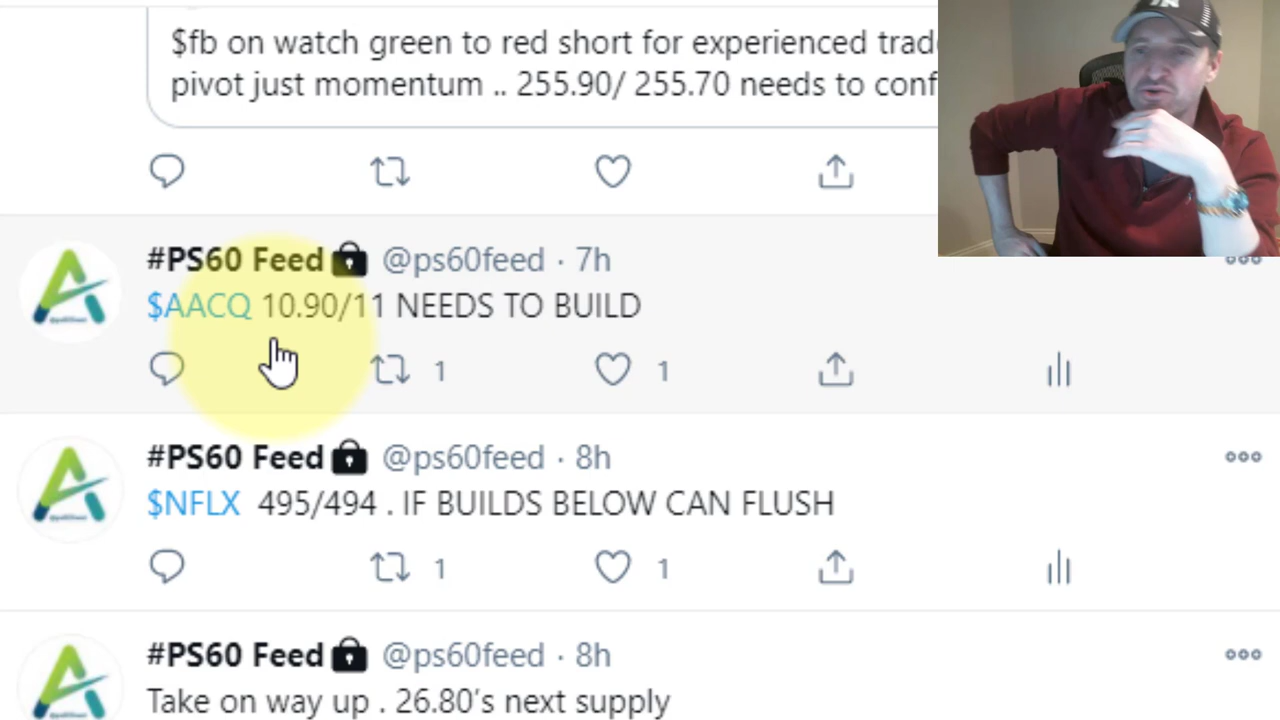 $fb on watch green to red short for experienced
pivot just momentum .. 255.90/ 255.70 needs to
#PS60 Feed @ps60feed · 7h
$AACQ 10.90/11 NEEDS TO BUILD
1 1
#PS60 Feed @ps60feed · 8h
$NFLX 495/494 . IF BUILDS BELOW CAN FLUSH
1 1
#PS60 Feed @ps60feed · 8h
Take on way up . 26.80's next supply